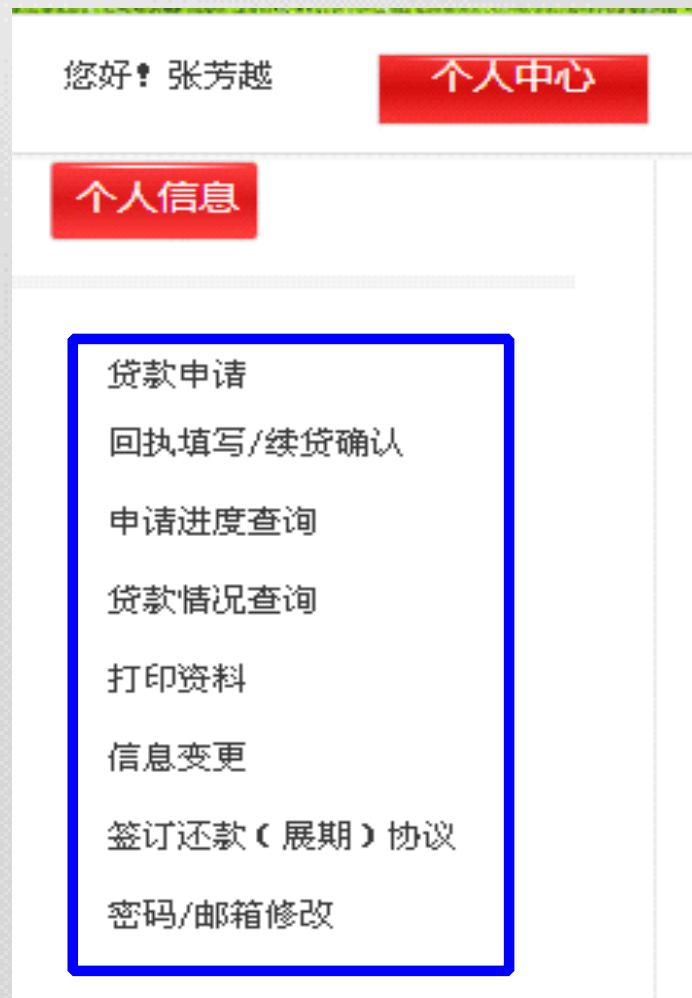 您好！张芳越
个人中心
个人信息
贷款申请
回执填写/续贷确认
申请进度查询
贷款情况查询
打印资料
信息变更
签订还款（展期）协议
密码/邮箱修改